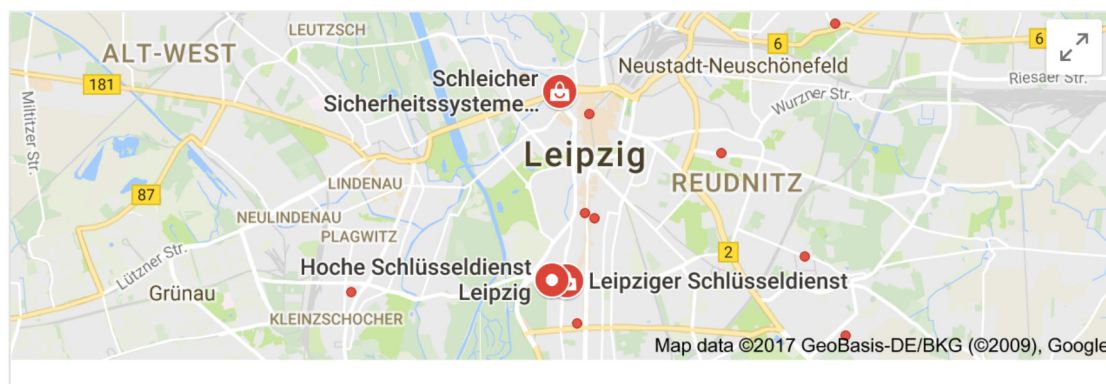 LEUTZSCH
ALT-WEST
6
6
Neustadt-Neuschönefeld
Schleicher
Sicherheitssysteme...
181
Riesaer Str.
Wurzner Str.
Miltitzer Str.
Leipzig
REUDNITZ
LINDENAU
87
NEULINDENAU
PLAGWITZ
Lützner Str.
2
Hoche Schlüsseldienst
Leipzig
Leipziger Schlüsseldienst
Grünau
KLEINZSCHOCHER
Map data ©2017 GeoBasis-DE/BKG (©2009), Google